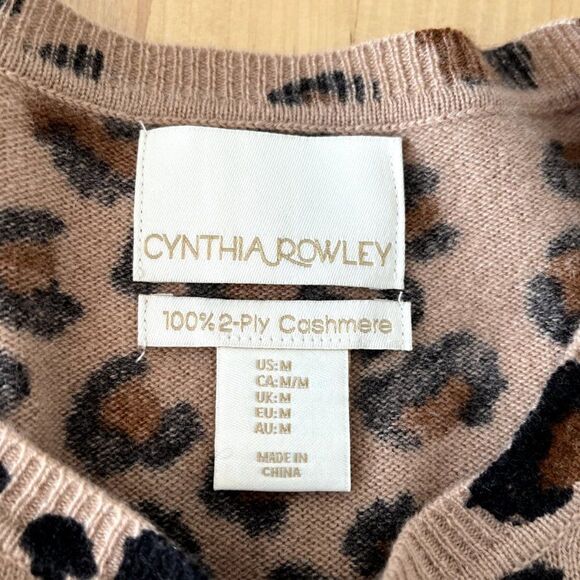 CYNTHIA ROWLEY
100% 2-Ply Cashmere
US: M
CA: M/M
UK: M
EU: M
AU: M
MADE IN
CHINA